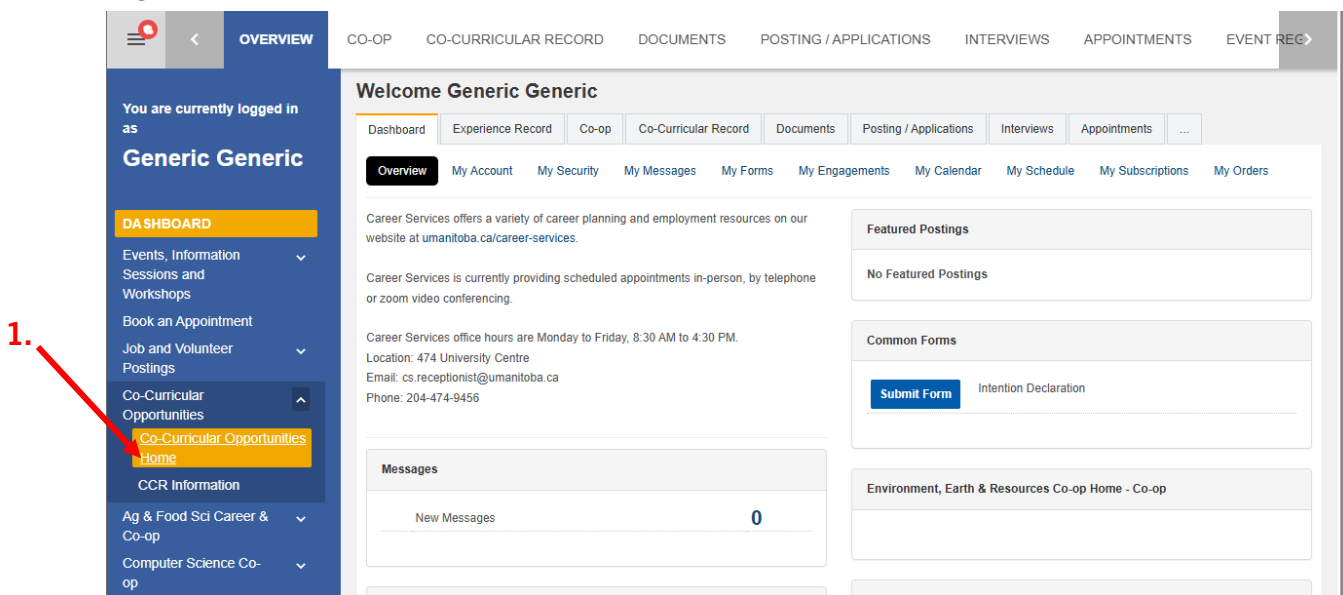 OVERVIEW CO-OP CO-CURRICULAR RECORD DOCUMENTS POSTING / APPLICATIONS INTERVIEWS APPOINTMENTS EVENT REG
You are currently logged in
as
Generic Generic
DASHBOARD
Events, Information
Sessions and
Workshops
Book an Appointment
Job and Volunteer
Postings
Co-Curricular
Opportunities
Co-Curricular Opportunities
Home
CCR Information
Ag & Food Sci Career &
Co-op
Computer Science Co-
op
1.
Welcome Generic Generic
Dashboard Experience Record Co-op Co-Curricular Record Documents Posting / Applications Interviews Appointments ...
Overview My Account My Security My Messages My Forms My Engagements My Calendar My Schedule My Subscriptions My Orders
Career Services offers a variety of career planning and employment resources on our
website at umanitoba.ca/career-services.
Career Services is currently providing scheduled appointments in-person, by telephone
or zoom video conferencing.
Career Services office hours are Monday to Friday, 8:30 AM to 4:30 PM.
Location: 474 University Centre
Email: cs.receptionist@umanitoba.ca
Phone: 204-474-9456
Messages
New Messages 0
Featured Postings
No Featured Postings
Common Forms
Submit Form Intention Declaration
Environment, Earth & Resources Co-op Home - Co-op